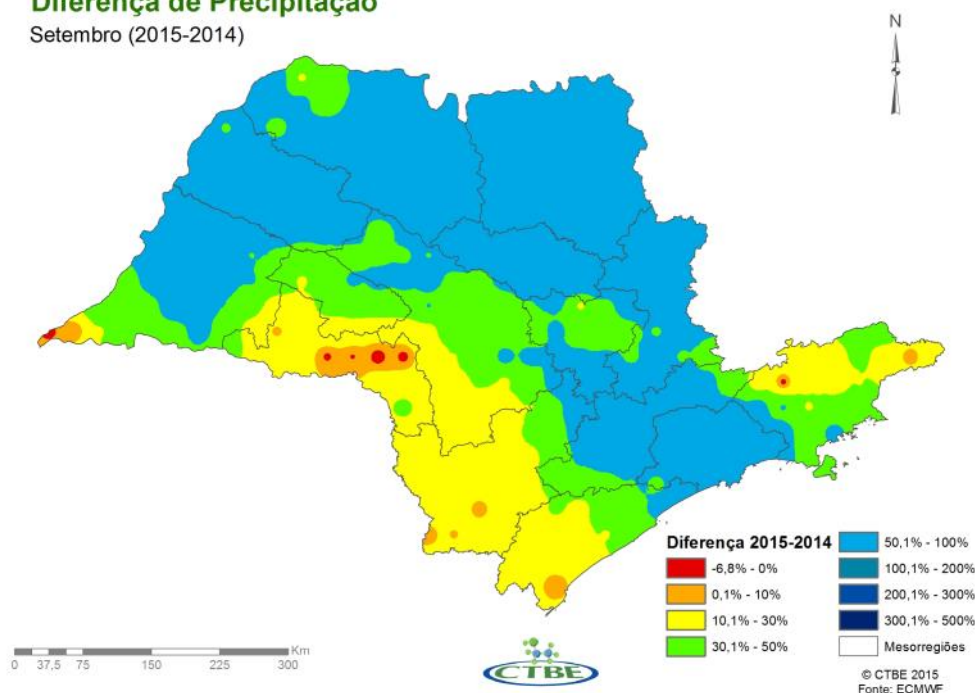 Diferença de Precipitação
Setembro (2015-2014)
N
Diferença 2015-2014
-6,8% - 0%
0,1% - 10%
10,1% - 30%
30,1% - 50%
50,1% - 100%
100,1% - 200%
200,1% - 300%
300,1% - 500%
Mesorregiões
Km
0 37,5 75 150 225 300
CTBE
© CTBE 2015
Fonte: ECMWF